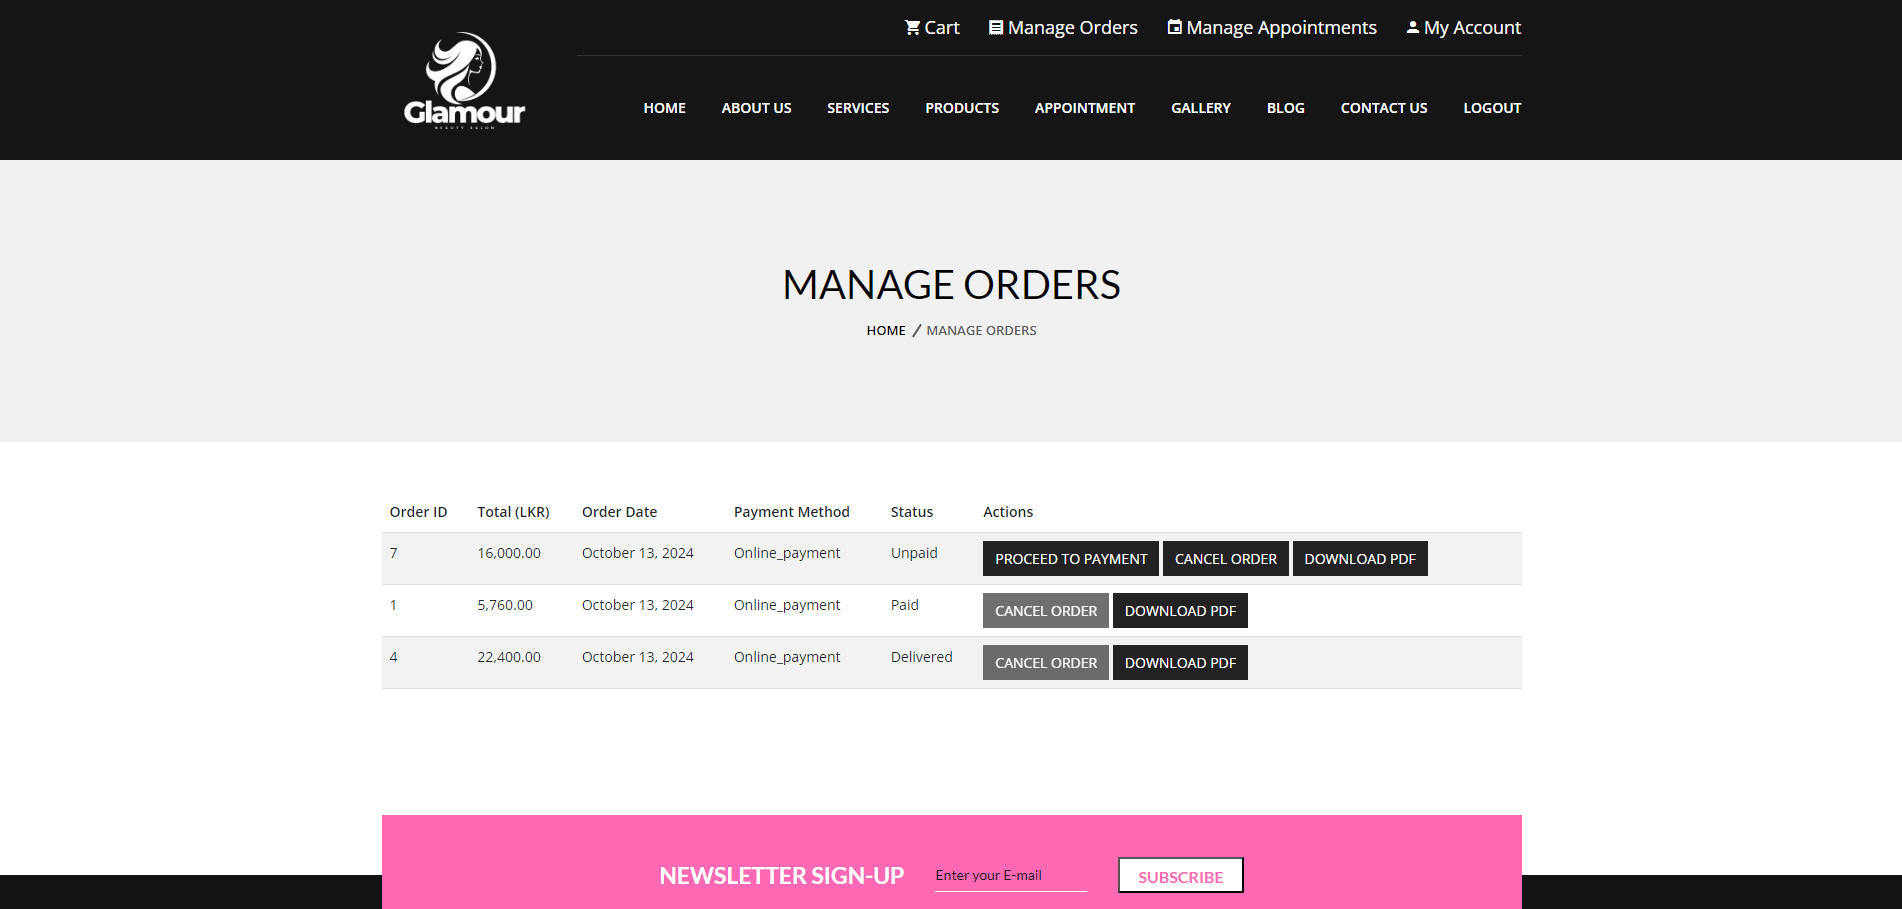 Cart Manage Orders Manage Appointments My Account
Glamour
BEAUTY SALON
HOME ABOUT US SERVICES PRODUCTS APPOINTMENT GALLERY BLOG CONTACT US LOGOUT
MANAGE ORDERS
HOME / MANAGE ORDERS
Order ID Total (LKR) Order Date Payment Method Status Actions
7 16,000.00 October 13, 2024 Online_payment Unpaid PROCEED TO PAYMENT CANCEL ORDER DOWNLOAD PDF
1 5,760.00 October 13, 2024 Online_payment Paid CANCEL ORDER DOWNLOAD PDF
4 22,400.00 October 13, 2024 Online_payment Delivered CANCEL ORDER DOWNLOAD PDF
NEWSLETTER SIGN-UP Enter your E-mail SUBSCRIBE